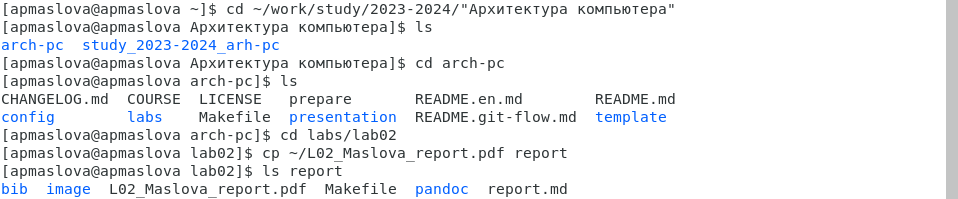 [apmaslova@apmaslova ~]$ cd ~/work/study/2023-2024/"Архитектура компьютера"
[apmaslova@apmaslova Архитектура компьютера]$ ls
arch-pc  study_2023-2024_arh-pc
[apmaslova@apmaslova Архитектура компьютера]$ cd arch-pc
[apmaslova@apmaslova arch-pc]$ ls
CHANGELOG.md  COURSE  LICENSE   prepare       README.en.md        README.md
config        labs    Makefile  presentation  README.git-flow.md  template
[apmaslova@apmaslova arch-pc]$ cd labs/lab02
[apmaslova@apmaslova lab02]$ cp ~/L02_Maslova_report.pdf report
[apmaslova@apmaslova lab02]$ ls report
bib  image  L02_Maslova_report.pdf  Makefile  pandoc  report.md